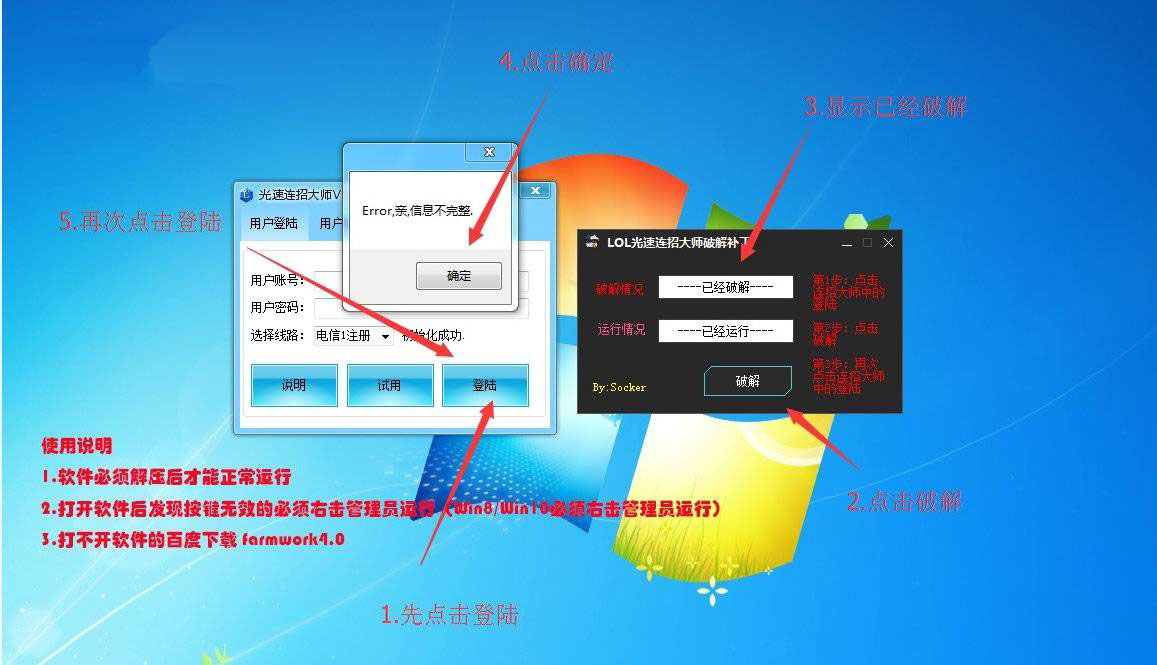 4.点击确定
3.显示已经破解
5.再次点击登陆
光速连招大师V
用户登陆 用户
Error,亲,信息不完整.
确定
用户账号：
用户密码：
选择线路： 电信1注册 初始化成功.
说明 试用 登陆
LOL光速连招大师破解补丁
破解情况 ----已经破解----
运行情况 ----已经运行----
By:Socker
破解
第1步：点击
连招大师中的
登陆
第2步：点击
破解
第3步：再次
点击连招大师
中的登陆
使用说明
1.软件必须解压后才能正常运行
2.打开软件后发现按键无效的必须右击管理员运行（Win8/Win10必须右击管理员运行）
3.打不开软件的百度下载 farmwork4.0
2.点击破解
1.先点击登陆